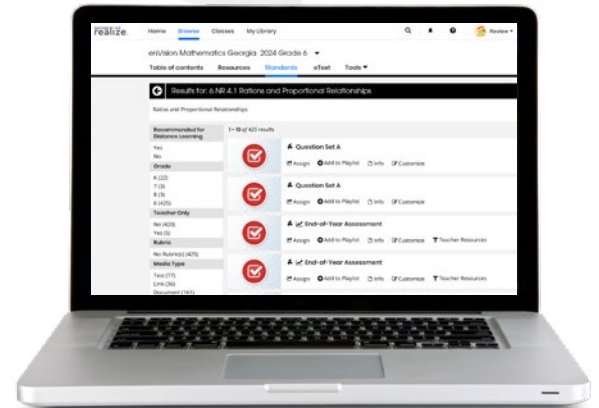 realize.
Home Browse Classes My Library
Review
enVision Mathematics Georgia 2024 Grade 6
Table of contents Resources Standards eText Tools
Results for: 6.NR.4.1 Rations and Proportional Relationships
Ratios and Proportional Relationships
Recommended for
Distance Learning
Yes
No
Grade
K (22)
7 (3)
8 (3)
6 (425)
Teacher Only
No (420)
Yes (5)
Rubric
No Rubric(s) (425)
Media Type
Test (77)
Link (36)
Document (161)
1-10 of 425 results
Question Set A
Assign Add to Playlist Info Customize
Question Set A
Assign Add to Playlist Info Customize
End-of-Year Assessment
Assign Add to Playlist Info Customize Teacher Resources
End-of-Year Assessment
Assign Add to Playlist Info Customize Teacher Resources